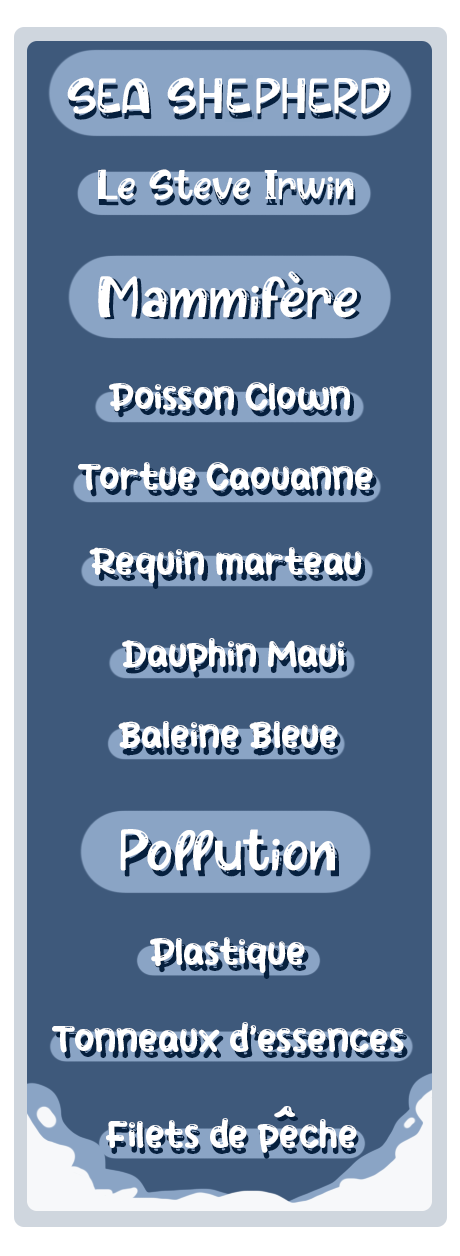 SEA SHEPHERD
Le Steve Irwin
Mammifère
Poisson Clown
Tortue Caouanne
Requin marteau
Dauphin Maui
Baleine Bleue
Pollution
Plastique
Tonneaux d'essences
Filets de pêche